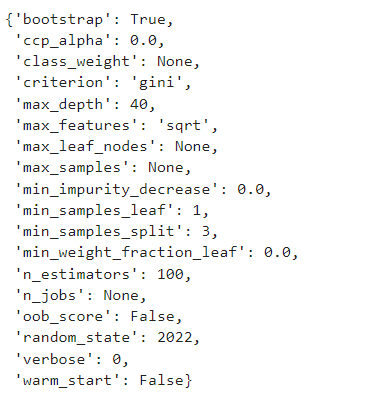 {'bootstrap': True,
 'ccp_alpha': 0.0,
 'class_weight': None,
 'criterion': 'gini',
 'max_depth': 40,
 'max_features': 'sqrt',
 'max_leaf_nodes': None,
 'max_samples': None,
 'min_impurity_decrease': 0.0,
 'min_samples_leaf': 1,
 'min_samples_split': 3,
 'min_weight_fraction_leaf': 0.0,
 'n_estimators': 100,
 'n_jobs': None,
 'oob_score': False,
 'random_state': 2022,
 'verbose': 0,
 'warm_start': False}